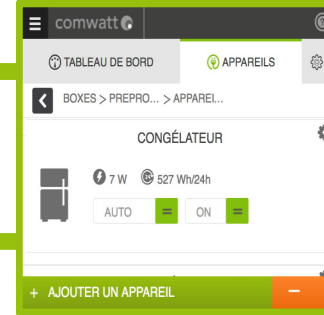 comwatt
TABLEAU DE BORD APPAREILS
BOXES > PREPRO... > APPAREI...
CONGÉLATEUR
7 W 527 Wh/24h
AUTO = ON =
+ AJOUTER UN APPAREIL −